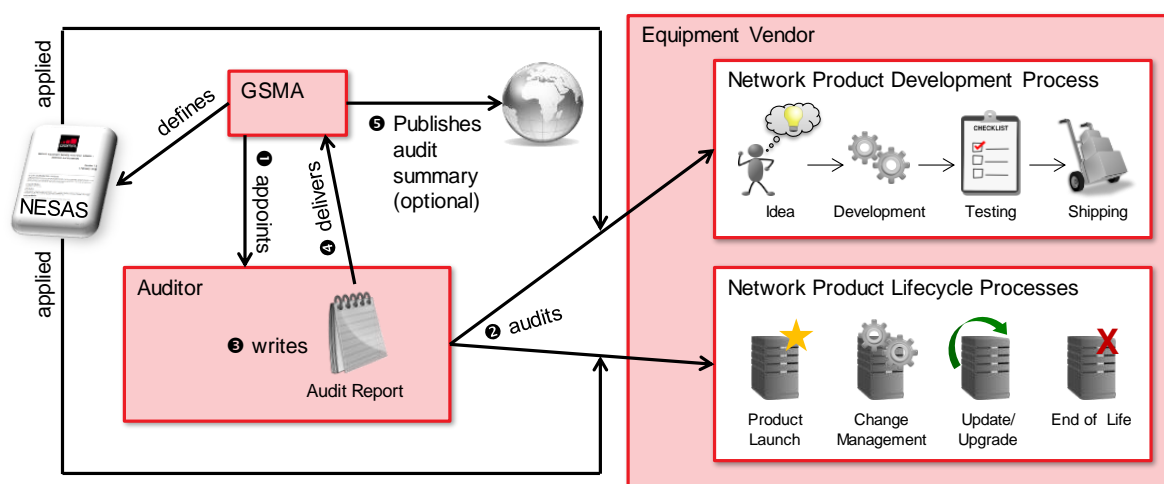 applied
defines
NESAS
applied
GSMA
❶ appoints
❹ delivers
❺ Publishes
audit
summary
(optional)
Auditor
❸ writes
Audit Report
❷ audits
Equipment Vendor
Network Product Development Process
CHECKLIST
Idea
Development
Testing
Shipping
Network Product Lifecycle Processes
X
Product
Launch
Change
Management
Update/
Upgrade
End of Life